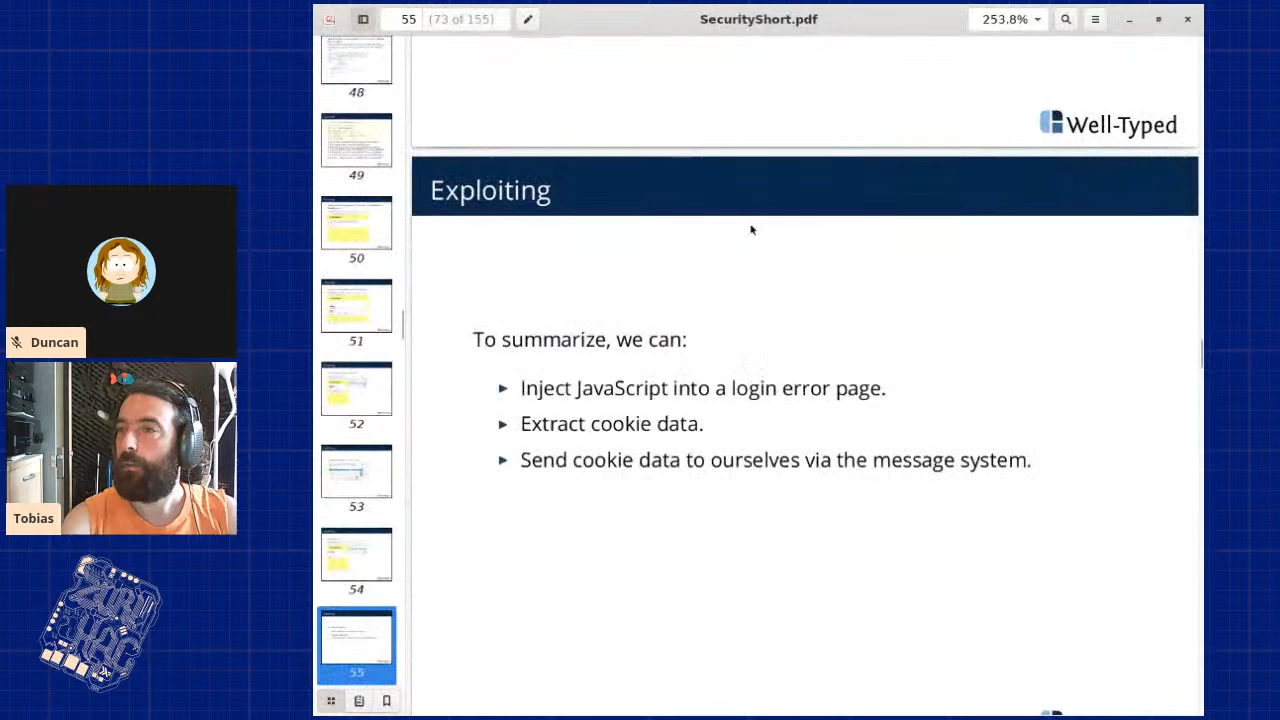 55 (73 of 155)
SecurityShort.pdf
253.8%
48
49
50
51
52
53
54
55
Well-Typed
Exploiting
To summarize, we can:
Inject JavaScript into a login error page.
Extract cookie data.
Send cookie data to ourselves via the message system.
Duncan
Tobias